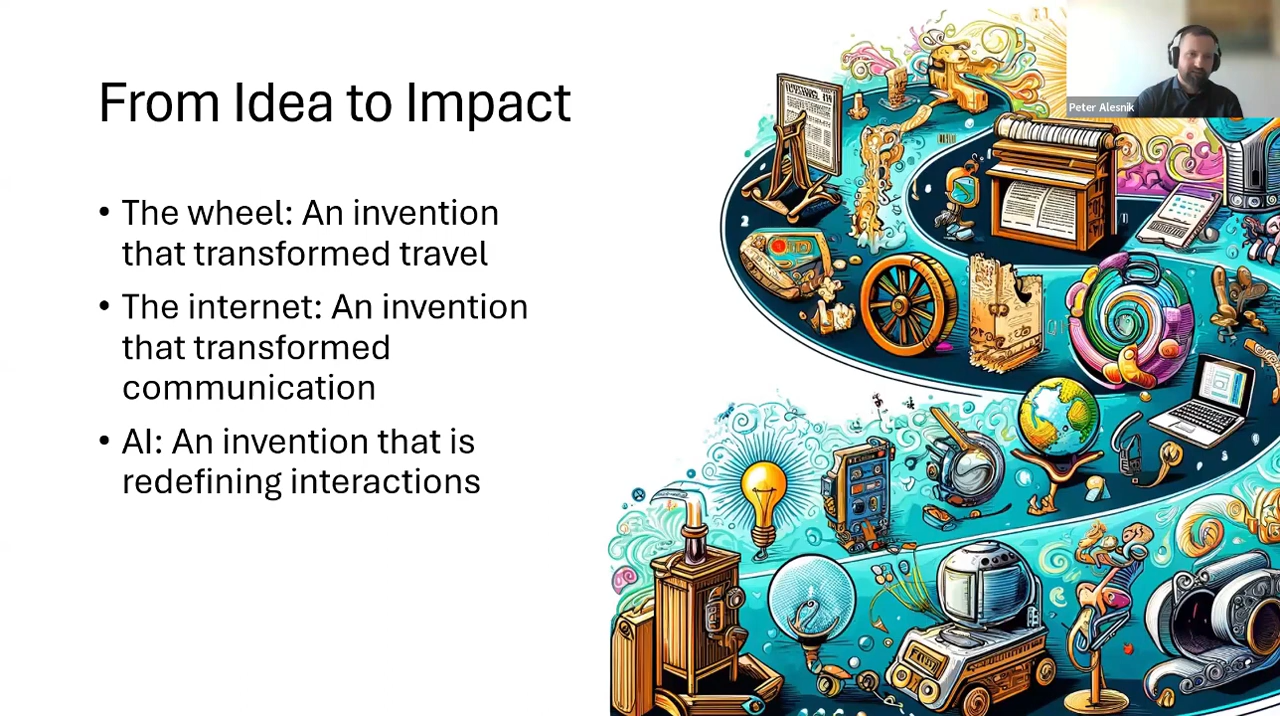 From Idea to Impact
• The wheel: An invention
that transformed travel
• The internet: An invention
that transformed
communication
• AI: An invention that is
redefining interactions
Peter Alesnik